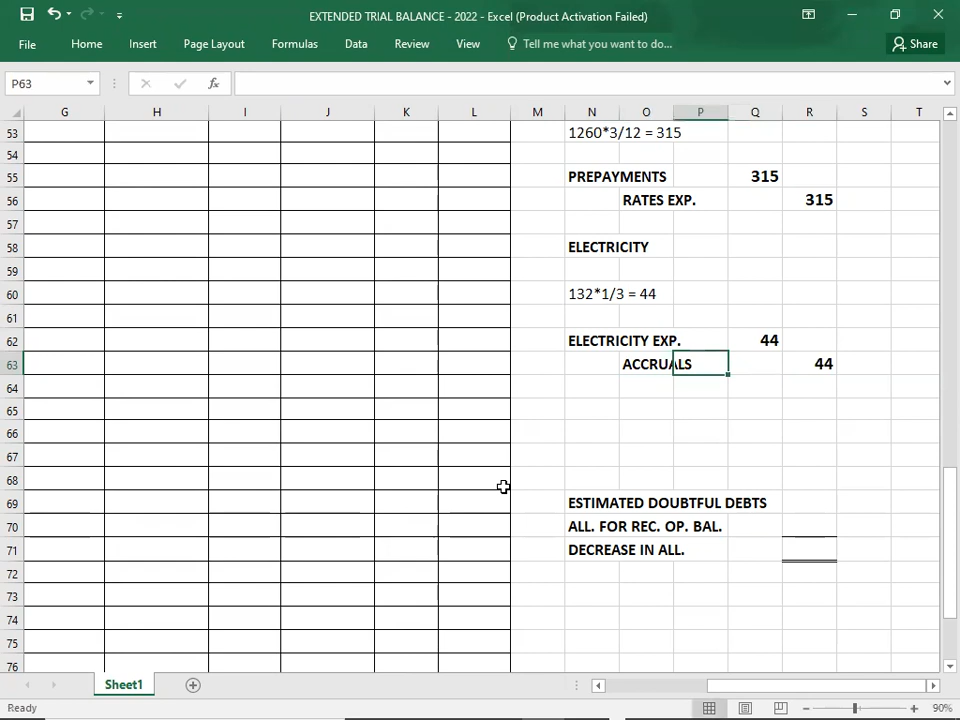 EXTENDED TRIAL BALANCE - 2022 - Excel (Product Activation Failed)
File Home Insert Page Layout Formulas Data Review View Tell me what you want to do... Share
P63 fx
G H I J K L M N O P Q R S T
53 1260*3/12 = 315
54
55 PREPAYMENTS 315
56 RATES EXP. 315
57
58 ELECTRICITY
59
60 132*1/3 = 44
61
62 ELECTRICITY EXP. 44
63 ACCRUALS 44
64
65
66
67
68
69 ESTIMATED DOUBTFUL DEBTS
70 ALL. FOR REC. OP. BAL.
71 DECREASE IN ALL.
72
73
74
75
76
Sheet1
Ready 90%